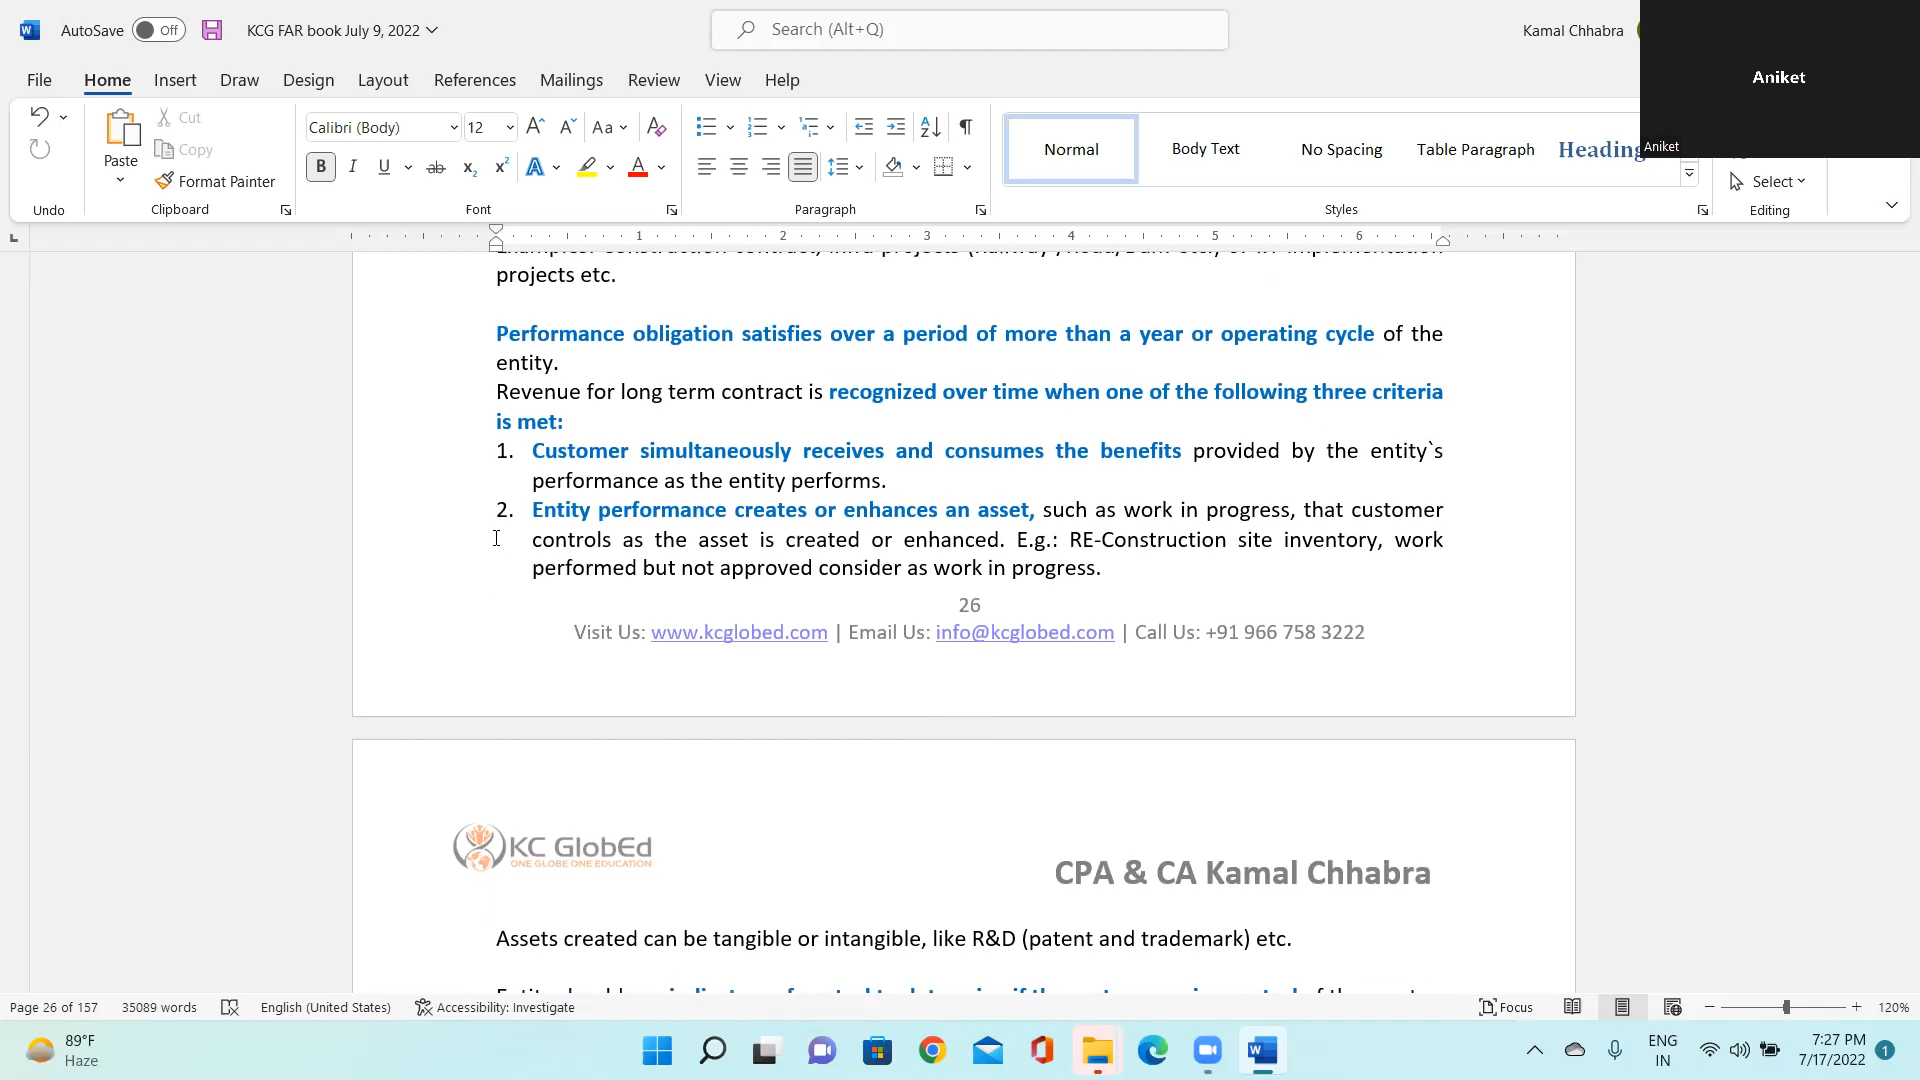 AutoSave Off KCG FAR book July 9, 2022 Search (Alt+Q) Kamal Chhabra
Aniket
File Home Insert Draw Design Layout References Mailings Review View Help
Aniket
Paste
Cut
Copy
Format Painter
Calibri (Body) 12
Normal Body Text No Spacing Table Paragraph Heading
Select
Undo Clipboard Font Paragraph Styles Editing
1 2 3 4 5 6
projects etc.
Performance obligation satisfies over a period of more than a year or operating cycle of the
entity.
Revenue for long term contract is recognized over time when one of the following three criteria
is met:
1. Customer simultaneously receives and consumes the benefits provided by the entity`s
performance as the entity performs.
2. Entity performance creates or enhances an asset, such as work in progress, that customer
controls as the asset is created or enhanced. E.g.: RE-Construction site inventory, work
performed but not approved consider as work in progress.
26
Visit Us: www.kcglobed.com | Email Us: info@kcglobed.com | Call Us: +91 966 758 3222
KC GlobEd
ONE GLOBE ONE EDUCATION
CPA & CA Kamal Chhabra
Assets created can be tangible or intangible, like R&D (patent and trademark) etc.
Page 26 of 157 35089 words English (United States) Accessibility: Investigate Focus 120%
89°F
Haze
ENG
IN
7:27 PM
7/17/2022
1